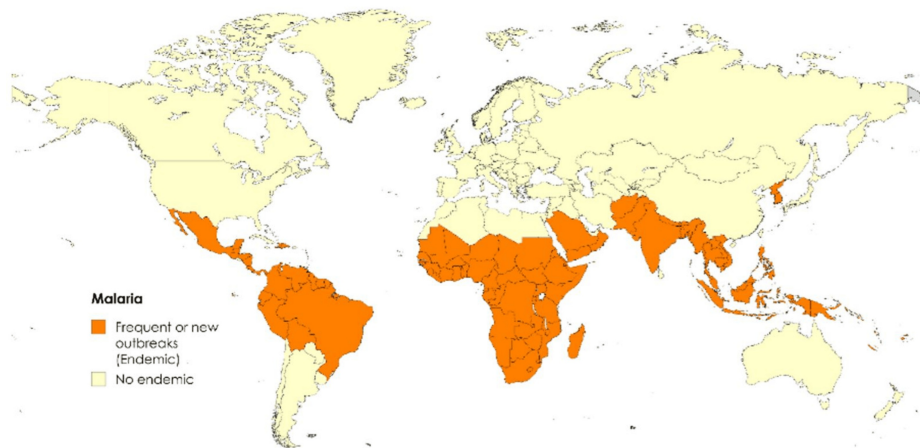 Malaria
Frequent or new
outbreaks
(Endemic)
No endemic